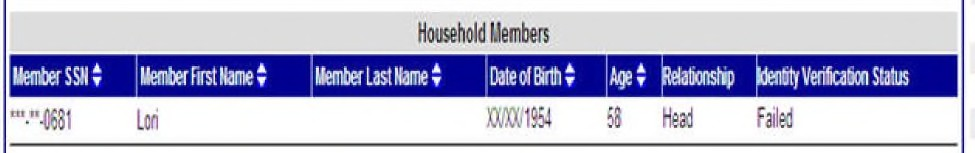 Household Members
Member SSN Member First Name Member Last Name Date of Birth Age Relationship Identity Verification Status
***-**-0681 Lori XX/XX/1954 58 Head Failed